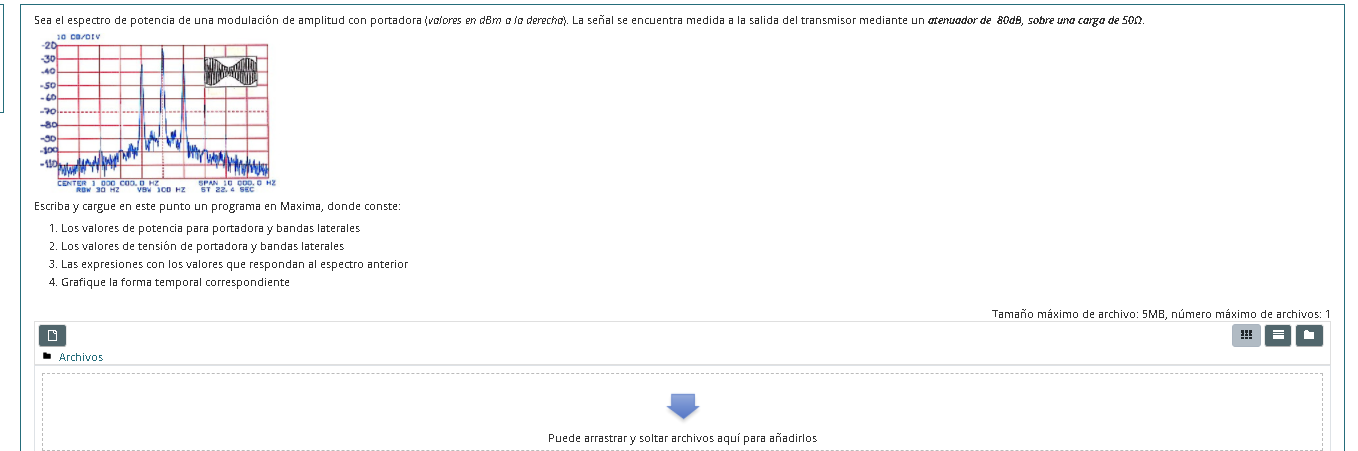 Sea el espectro de potencia de una modulación de amplitud con portadora (valores en dBm a la derecha). La señal se encuentra medida a la salida del transmisor mediante un atenuador de 80dB, sobre una carga de 50Ω.
10 DB/DIV
-20
-30
-40
-50
-60
-70
-80
-90
-100
-110
CENTER 1 000 000.0 HZ SPAN 10 000.0 HZ
RBW 30 HZ VBW 100 HZ ST 22.4 SEC
Escriba y cargue en este punto un programa en Maxima, donde conste:
1. Los valores de potencia para portadora y bandas laterales
2. Los valores de tensión de portadora y bandas laterales
3. Las expresiones con los valores que respondan al espectro anterior
4. Grafique la forma temporal correspondiente
Tamaño máximo de archivo: 5MB, número máximo de archivos: 1
Archivos
Puede arrastrar y soltar archivos aquí para añadirlos